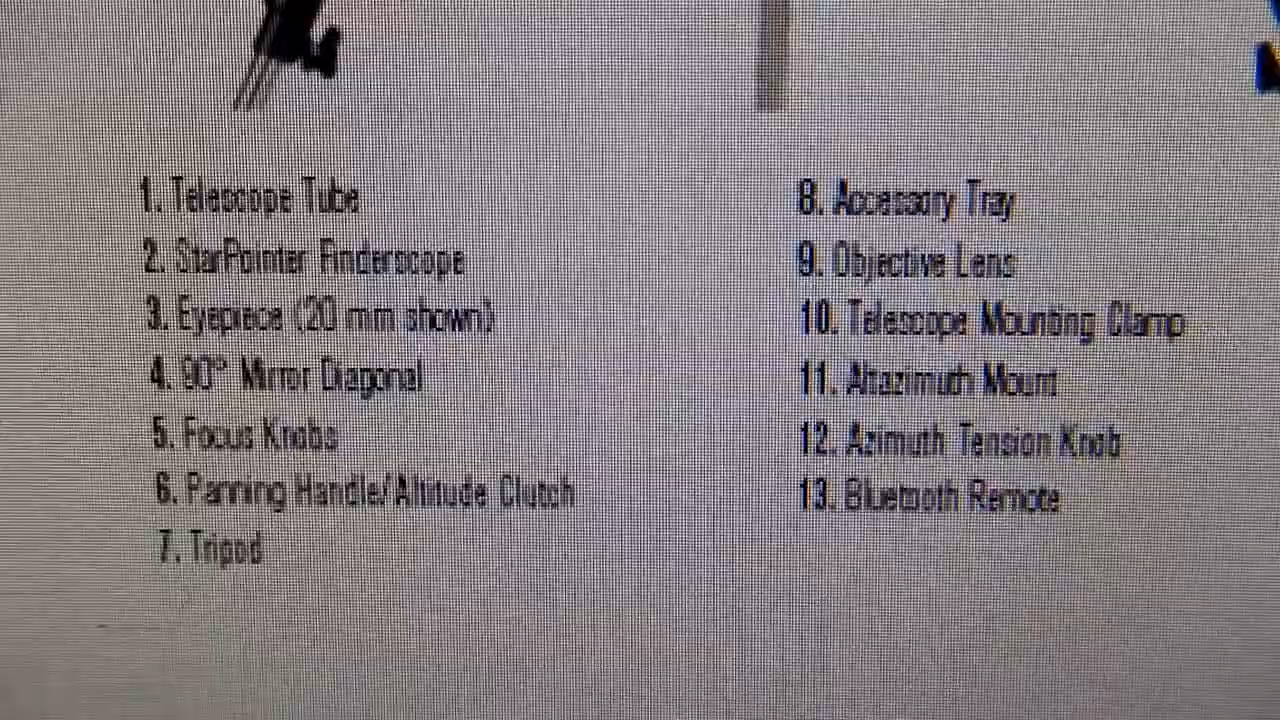 1. Telescope Tube
2. StarPointer Finderscope
3. Eyepiece (20 mm shown)
4. 90° Mirror Diagonal
5. Focus Knobs
6. Panning Handle/Altitude Clutch
7. Tripod
8. Accessory Tray
9. Objective Lens
10. Telescope Mounting Clamp
11. Altazimuth Mount
12. Azimuth Tension Knob
13. Bluetooth Remote